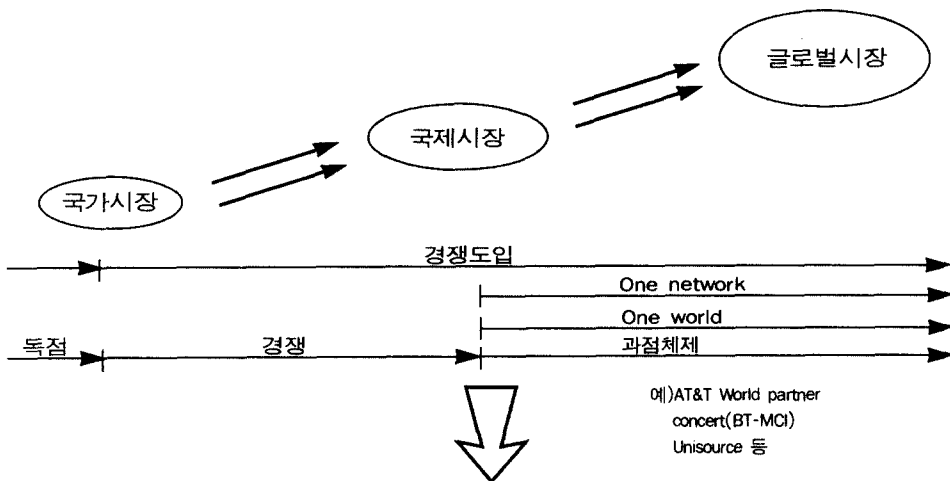 글로벌시장
국제시장
국가시장
경쟁도입
One network
One world
독점 경쟁 과점체제
예)AT&T World partner
concert(BT-MCI)
Unisource 등